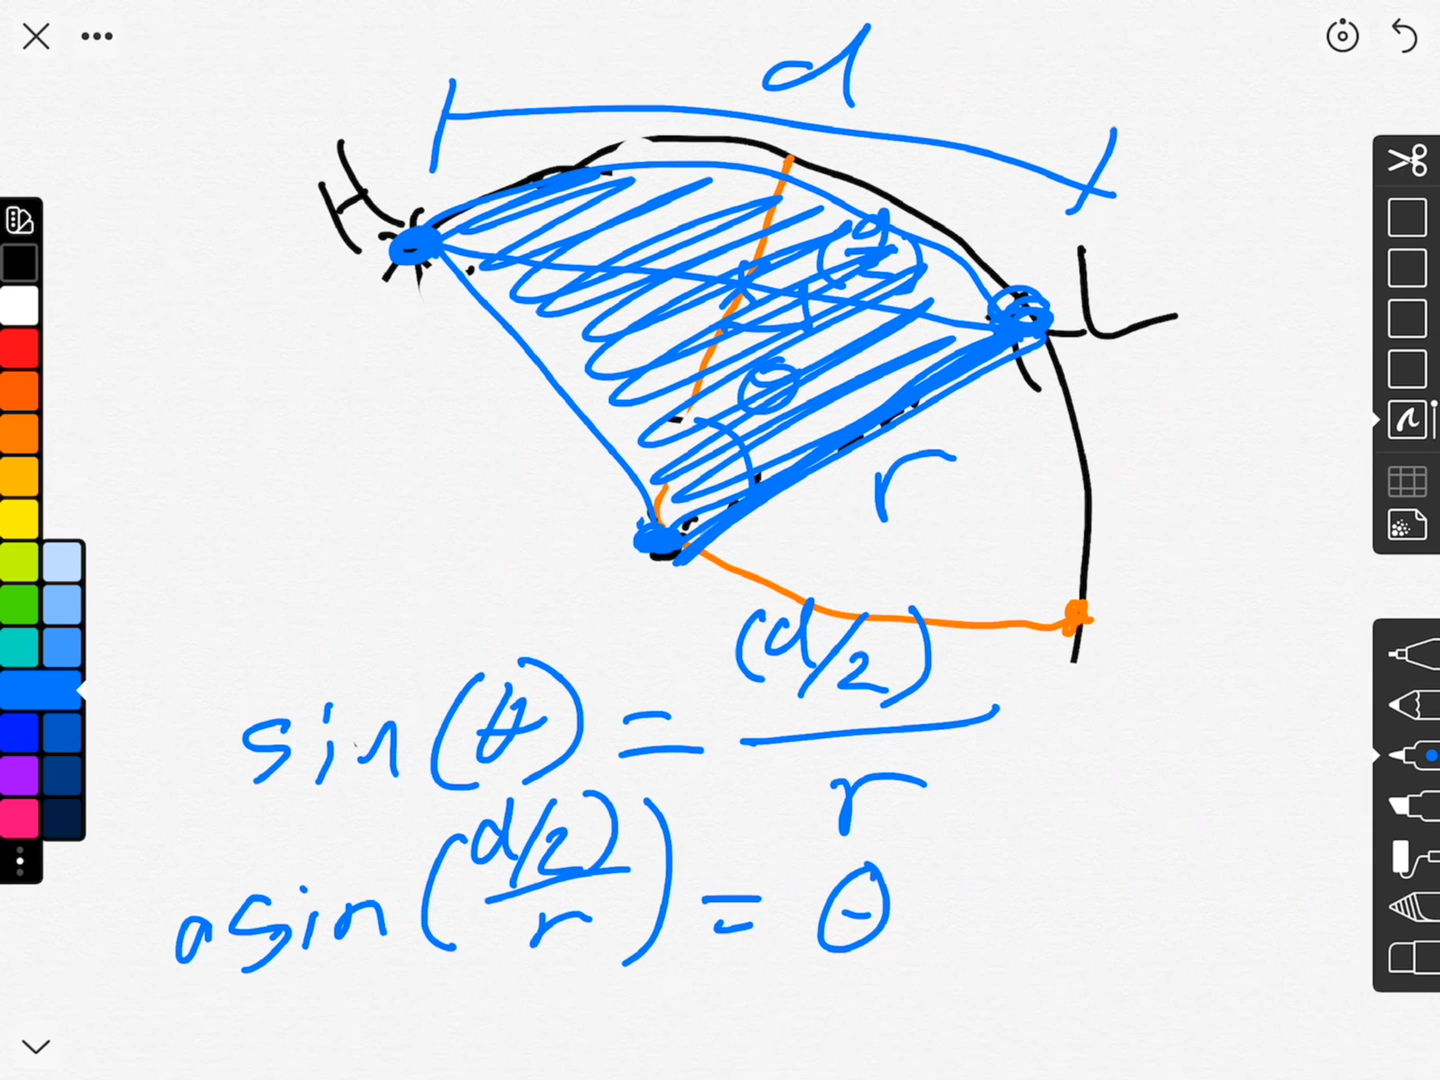 d
H
L
d/2
θ
r
sin(θ) = (d/2)/r
asin((d/2)/r) = θ